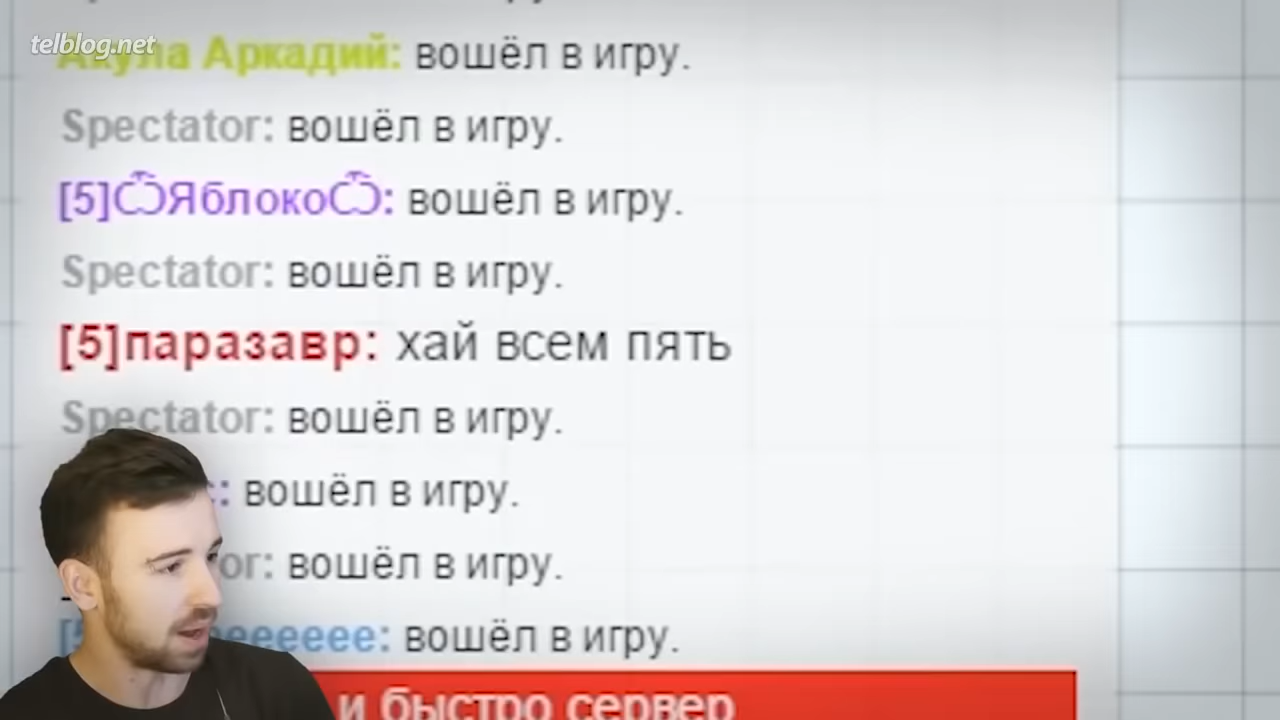 telblog.net
Акула Аркадий: вошёл в игру.
Spectator: вошёл в игру.
[5]ѾЯблокоѾ: вошёл в игру.
Spectator: вошёл в игру.
[5]паразавр: хай всем пять
Spectator: вошёл в игру.
вошёл в игру.
вошёл в игру.
вошёл в игру.
и быстро сервер